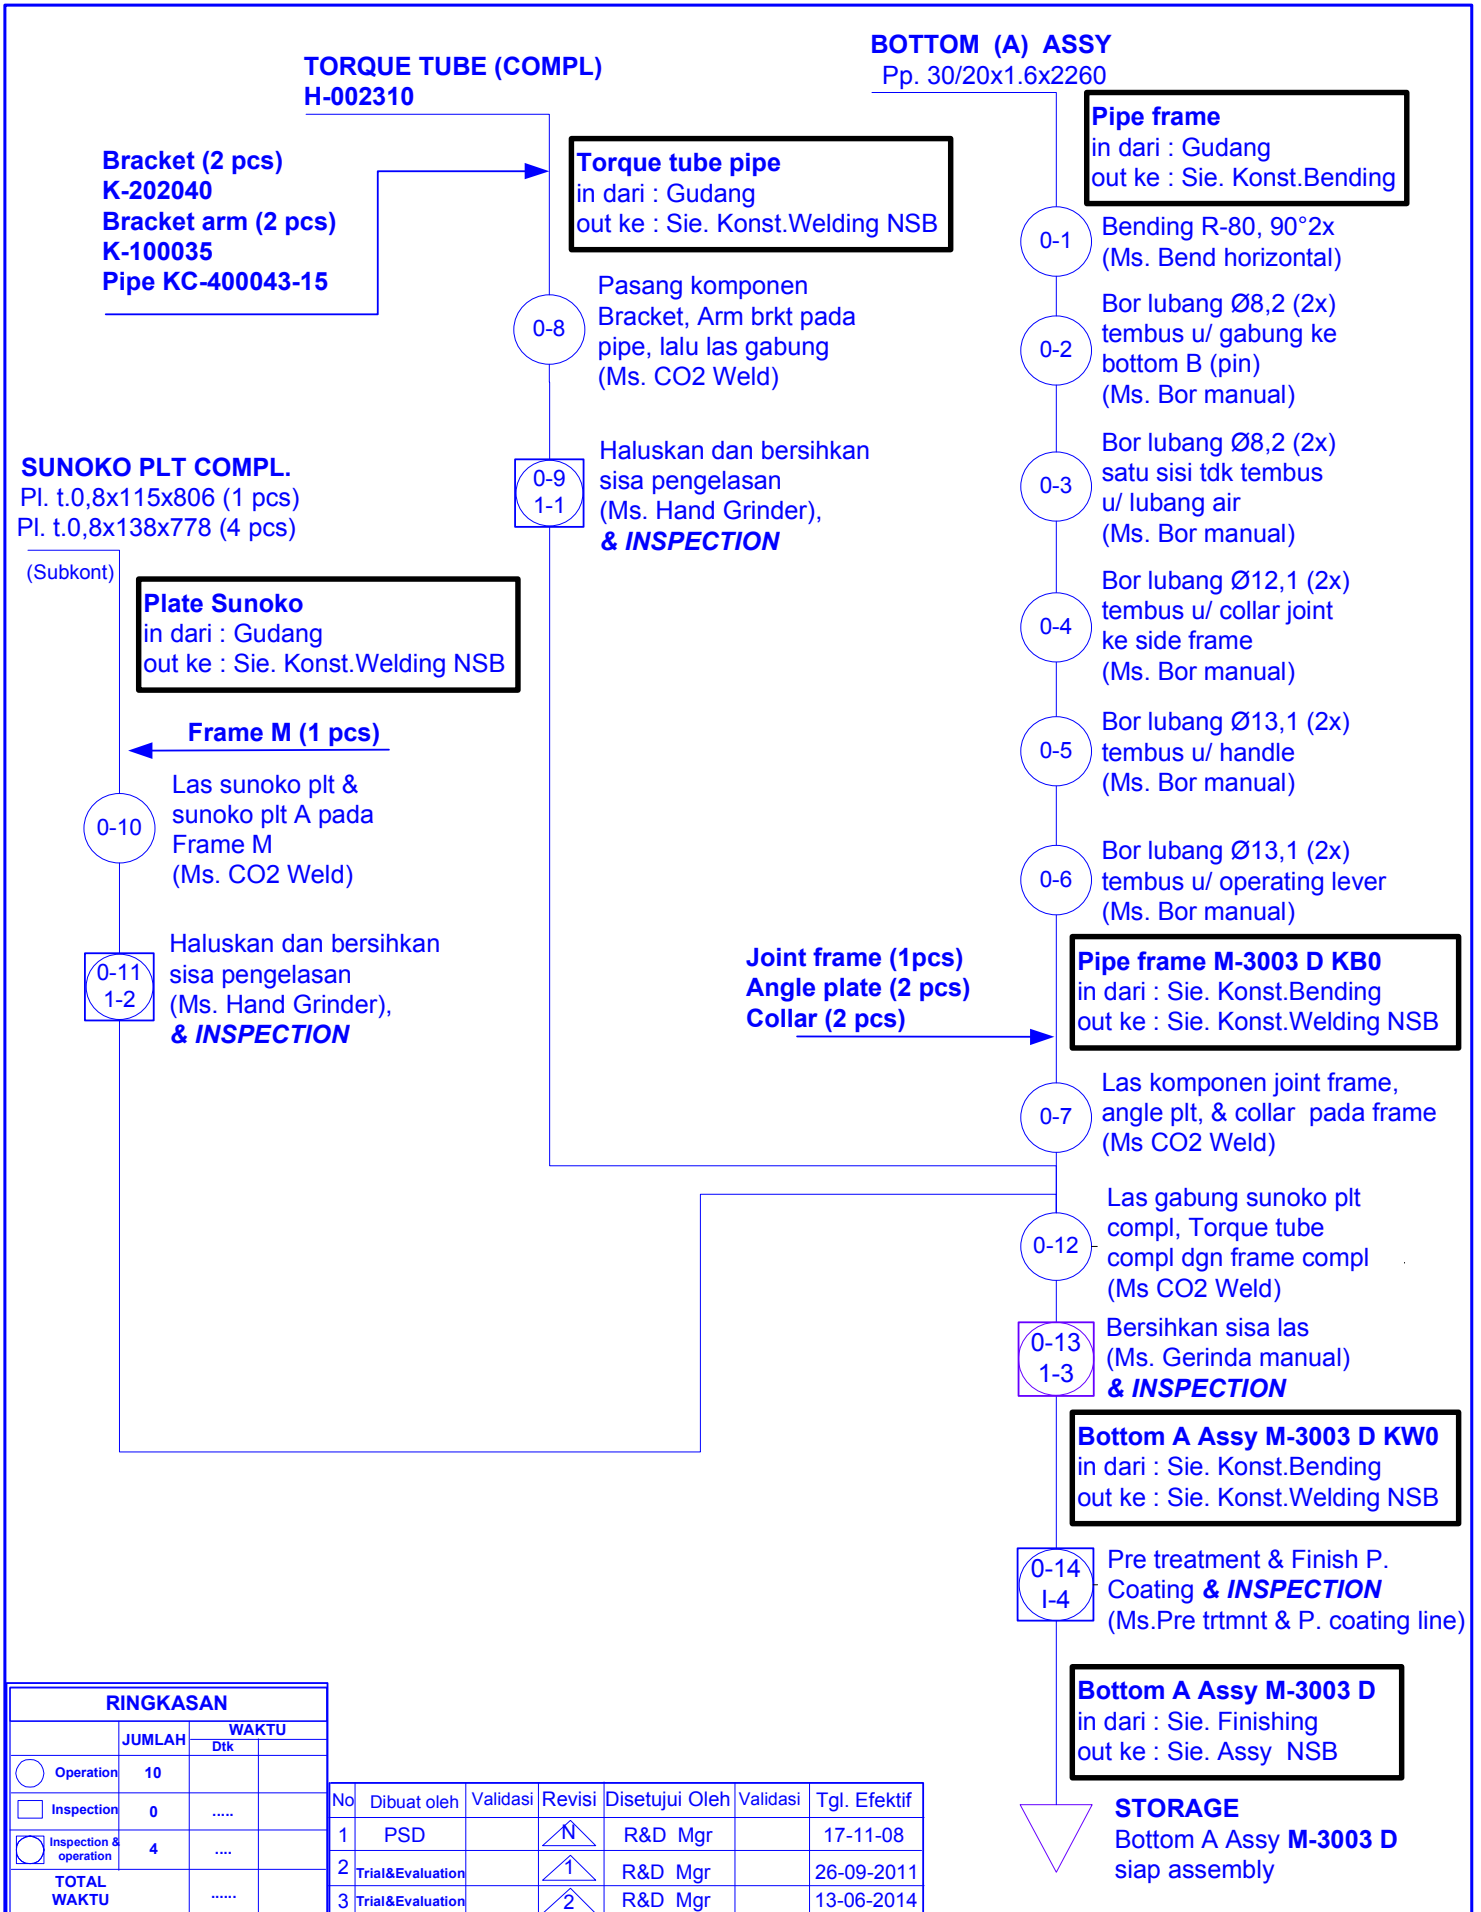 BOTTOM (A) ASSY
Pp. 30/20x1.6x2260
TORQUE TUBE (COMPL)
H-002310
Pipe frame
in dari : Gudang
out ke : Sie. Konst.Bending
Bracket (2 pcs)
K-202040
Bracket arm (2 pcs)
K-100035
Pipe KC-400043-15
Torque tube pipe
in dari : Gudang
out ke : Sie. Konst.Welding NSB
0-1
Bending R-80, 90°2x
(Ms. Bend horizontal)
0-8
Pasang komponen
Bracket, Arm brkt pada
pipe, lalu las gabung
(Ms. CO2 Weld)
0-2
Bor lubang Ø8,2 (2x)
tembus u/ gabung ke
bottom B (pin)
(Ms. Bor manual)
0-9
1-1
Haluskan dan bersihkan
sisa pengelasan
(Ms. Hand Grinder),
& INSPECTION
0-3
Bor lubang Ø8,2 (2x)
satu sisi tdk tembus
u/ lubang air
(Ms. Bor manual)
SUNOKO PLT COMPL.
Pl. t.0,8x115x806 (1 pcs)
Pl. t.0,8x138x778 (4 pcs)
(Subkont)
Plate Sunoko
in dari : Gudang
out ke : Sie. Konst.Welding NSB
0-4
Bor lubang Ø12,1 (2x)
tembus u/ collar joint
ke side frame
(Ms. Bor manual)
Frame M (1 pcs)
0-5
Bor lubang Ø13,1 (2x)
tembus u/ handle
(Ms. Bor manual)
0-10
Las sunoko plt &
sunoko plt A pada
Frame M
(Ms. CO2 Weld)
0-6
Bor lubang Ø13,1 (2x)
tembus u/ operating lever
(Ms. Bor manual)
0-11
1-2
Haluskan dan bersihkan
sisa pengelasan
(Ms. Hand Grinder),
& INSPECTION
Joint frame (1pcs)
Angle plate (2 pcs)
Collar (2 pcs)
Pipe frame M-3003 D KB0
in dari : Sie. Konst.Bending
out ke : Sie. Konst.Welding NSB
0-7
Las komponen joint frame,
angle plt, & collar pada frame
(Ms CO2 Weld)
0-12
Las gabung sunoko plt
compl, Torque tube
compl dgn frame compl
(Ms CO2 Weld)
0-13
1-3
Bersihkan sisa las
(Ms. Gerinda manual)
& INSPECTION
Bottom A Assy M-3003 D KW0
in dari : Sie. Konst.Bending
out ke : Sie. Konst.Welding NSB
0-14
I-4
Pre treatment & Finish P.
Coating & INSPECTION
(Ms.Pre trtmnt & P. coating line)
Bottom A Assy M-3003 D
in dari : Sie. Finishing
out ke : Sie. Assy NSB
STORAGE
Bottom A Assy M-3003 D
siap assembly
RINGKASAN
JUMLAH WAKTU
Dtk
Operation 10
Inspection 0 .....
Inspection & operation 4 ....
TOTAL WAKTU ......
No Dibuat oleh Validasi Revisi Disetujui Oleh Validasi Tgl. Efektif
1 PSD N R&D Mgr 17-11-08
2 Trial&Evaluation 1 R&D Mgr 26-09-2011
3 Trial&Evaluation 2 R&D Mgr 13-06-2014